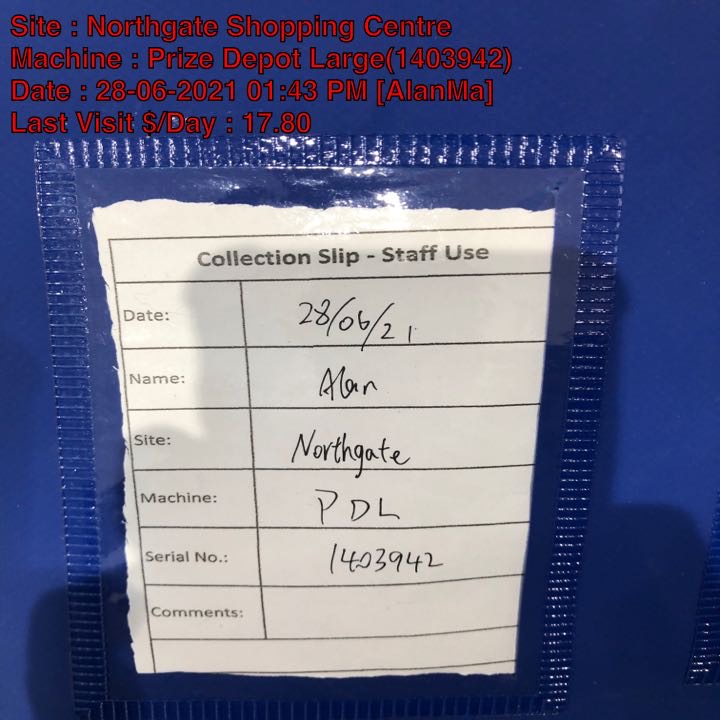 Site : Northgate Shopping Centre
Machine : Prize Depot Large(1403942)
Date : 28-06-2021 01:43 PM [AlanMa]
Last Visit $/Day : 17.80
Collection Slip - Staff Use
Date: 28/06/21
Name: Alan
Site: Northgate
Machine: PDL
Serial No.: 1403942
Comments: